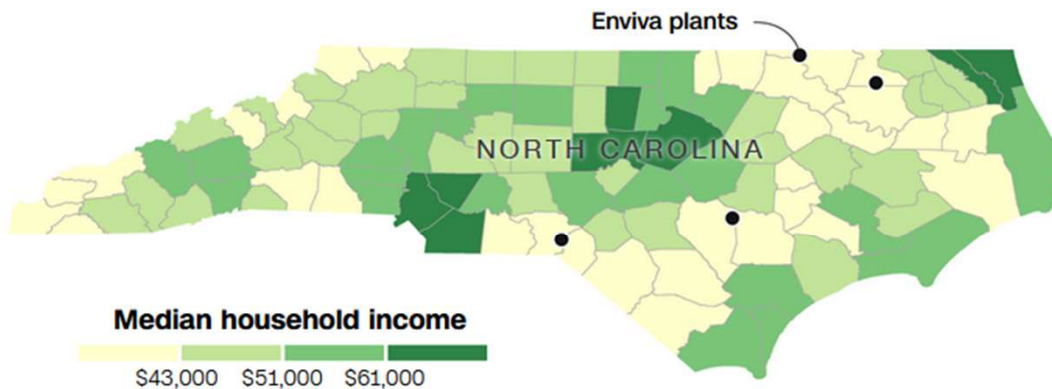 Enviva plants
NORTH CAROLINA
Median household income
$43,000 $51,000 $61,000